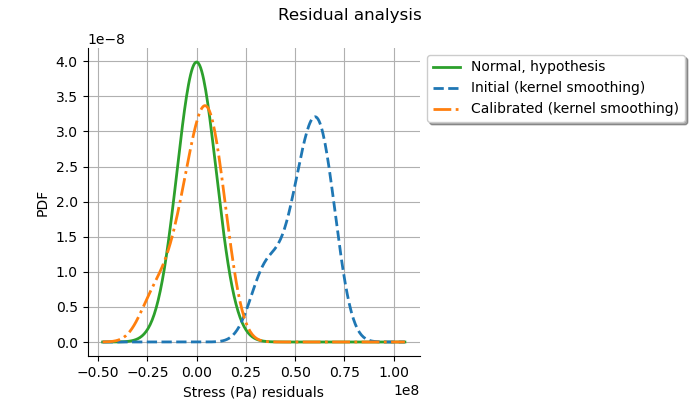 Residual analysis
1e−8
Normal, hypothesis
Initial (kernel smoothing)
Calibrated (kernel smoothing)
4.0
3.5
3.0
2.5
2.0
1.5
1.0
0.5
0.0
PDF
−0.50 −0.25 0.00 0.25 0.50 0.75 1.00
Stress (Pa) residuals
1e8